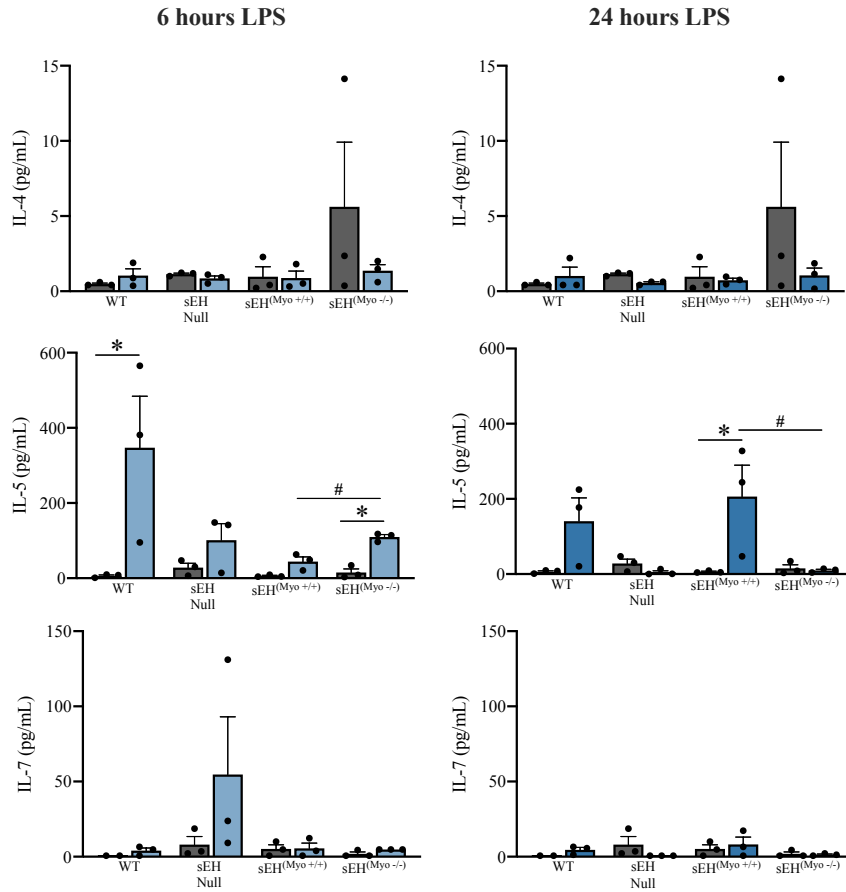 6 hours LPS
24 hours LPS
IL-4 (pg/mL)
15
10
5
0
WT
sEH
Null
sEH(Myo +/+)
sEH(Myo -/-)
IL-4 (pg/mL)
15
10
5
0
WT
sEH
Null
sEH(Myo +/+)
sEH(Myo -/-)
IL-5 (pg/mL)
600
400
200
0
*
#
*
WT
sEH
Null
sEH(Myo +/+)
sEH(Myo -/-)
IL-5 (pg/mL)
600
400
200
0
*
#
WT
sEH
Null
sEH(Myo +/+)
sEH(Myo -/-)
IL-7 (pg/mL)
150
100
50
0
WT
sEH
Null
sEH(Myo +/+)
sEH(Myo -/-)
IL-7 (pg/mL)
150
100
50
0
WT
sEH
Null
sEH(Myo +/+)
sEH(Myo -/-)